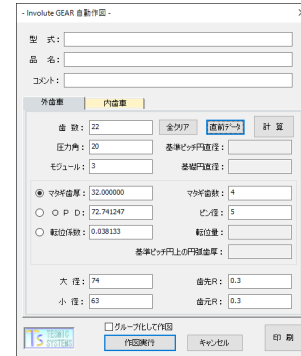 - Involute GEAR 自動作図 -
型 式:
品 名:
コメント:
外歯車 内歯車
歯 数: 22 全クリア 直前データ 計 算
圧力角: 20 基準ピッチ円直径:
モジュール: 3 基礎円直径:
マタギ歯厚: 32.000000 マタギ歯数: 4
O P D: 72.741247 ピン径: 5
転位係数: 0.038133 転位量:
基準ピッチ円上の円弧歯厚:
大 径: 74 歯先R: 0.3
小 径: 63 歯元R: 0.3
グループ化して作図
TS TECHNO SYSTEMS 作図実行 キャンセル 印 刷